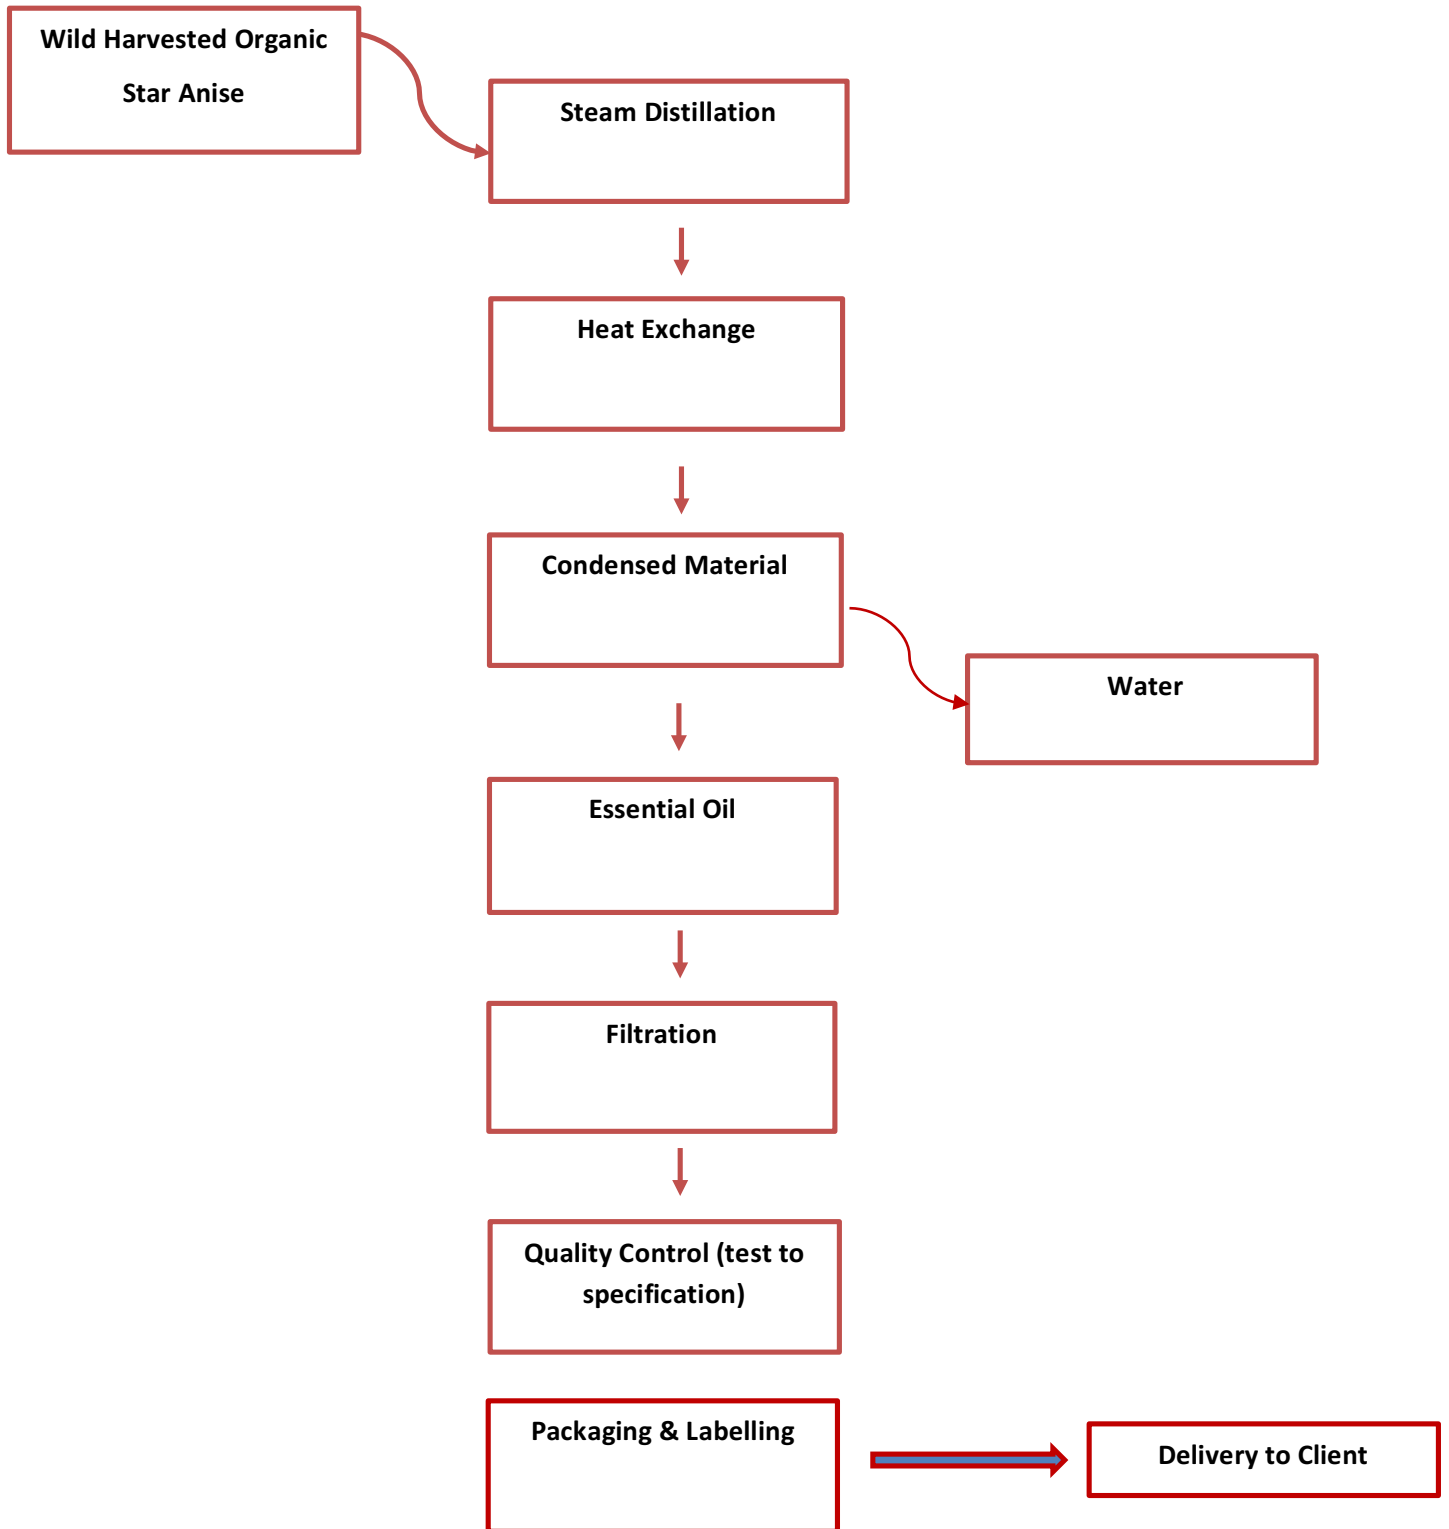 Wild Harvested Organic
Star Anise
Steam Distillation
Heat Exchange
Condensed Material
Water
Essential Oil
Filtration
Quality Control (test to
specification)
Packaging & Labelling
Delivery to Client